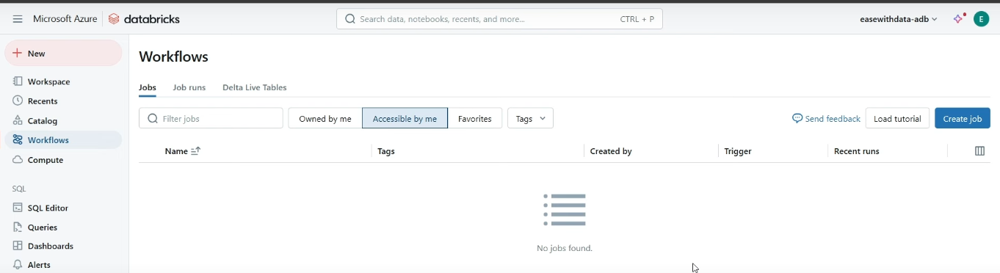 Microsoft Azure databricks Search data, notebooks, recents, and more... CTRL + P easewithdata-adb E
New
Workspace
Recents
Catalog
Workflows
Compute
SQL
SQL Editor
Queries
Dashboards
Alerts
Workflows
Jobs Job runs Delta Live Tables
Filter jobs Owned by me Accessible by me Favorites Tags Send feedback Load tutorial Create job
Name Tags Created by Trigger Recent runs
No jobs found.